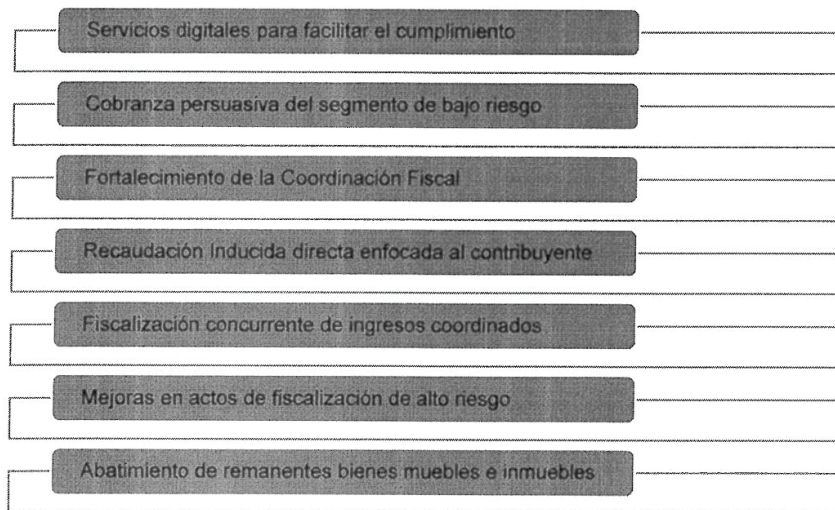 Servicios digitales para facilitar el cumplimiento
Cobranza persuasiva del segmento de bajo riesgo
Fortalecimiento de la Coordinación Fiscal
Recaudación Inducida directa enfocada al contribuyente
Fiscalización concurrente de ingresos coordinados
Mejoras en actos de fiscalización de alto riesgo
Abatimiento de remanentes bienes muebles e inmuebles